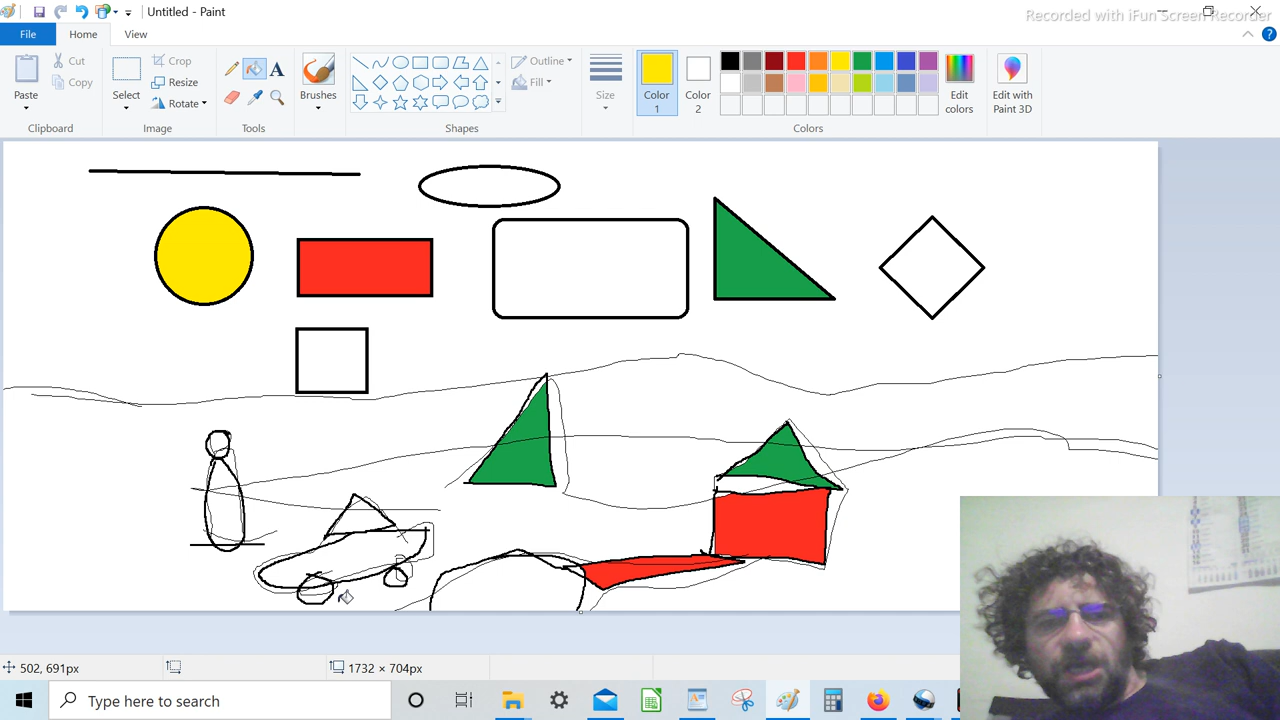 Untitled - Paint
Recorded with iFun Screen Recorder
File
Home
View
Paste
Cut
Copy
Clipboard
Select
Crop
Resize
Rotate
Image
Tools
Brushes
Shapes
Outline
Fill
Size
Color
1
Color
2
Colors
Edit
colors
Edit with
Paint 3D
502, 691px
1732 × 704px
Type here to search